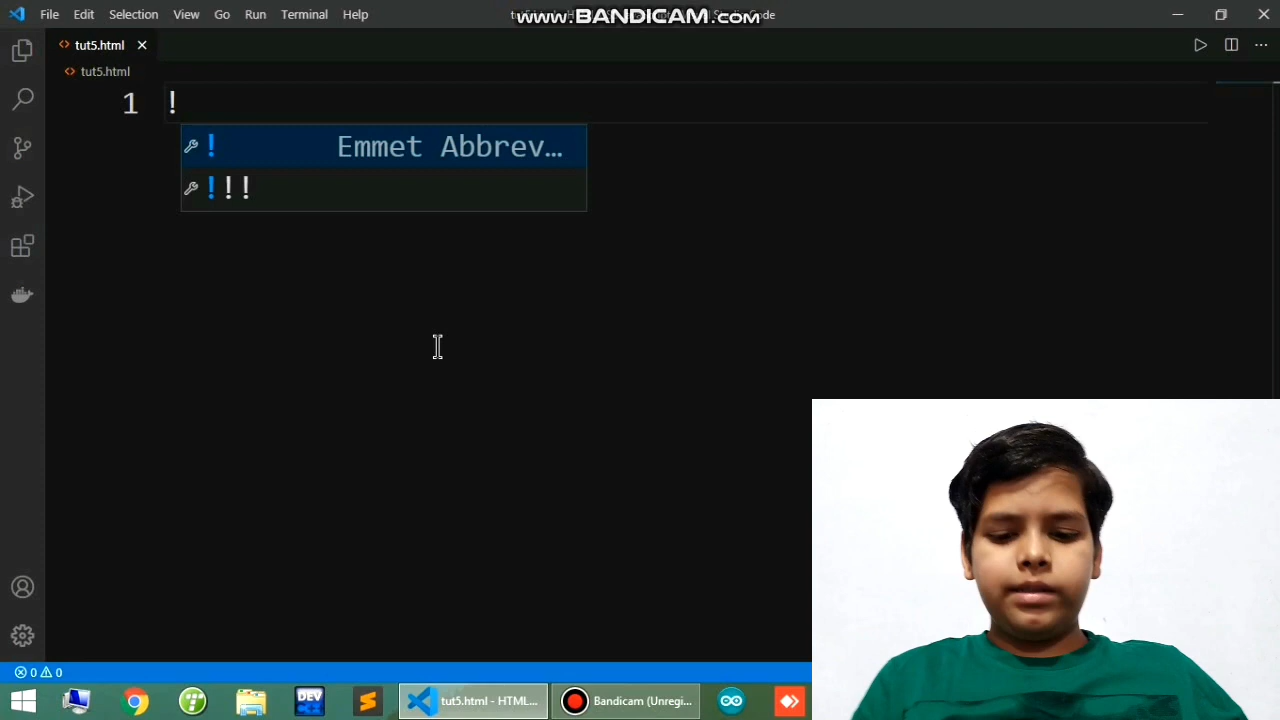 File Edit Selection View Go Run Terminal Help
www.BANDICAM.com
tut5.html
tut5.html
1 !
! Emmet Abbrev…
!!!
0 0
DEV
tut5.html - HTML...
Bandicam (Unregi...